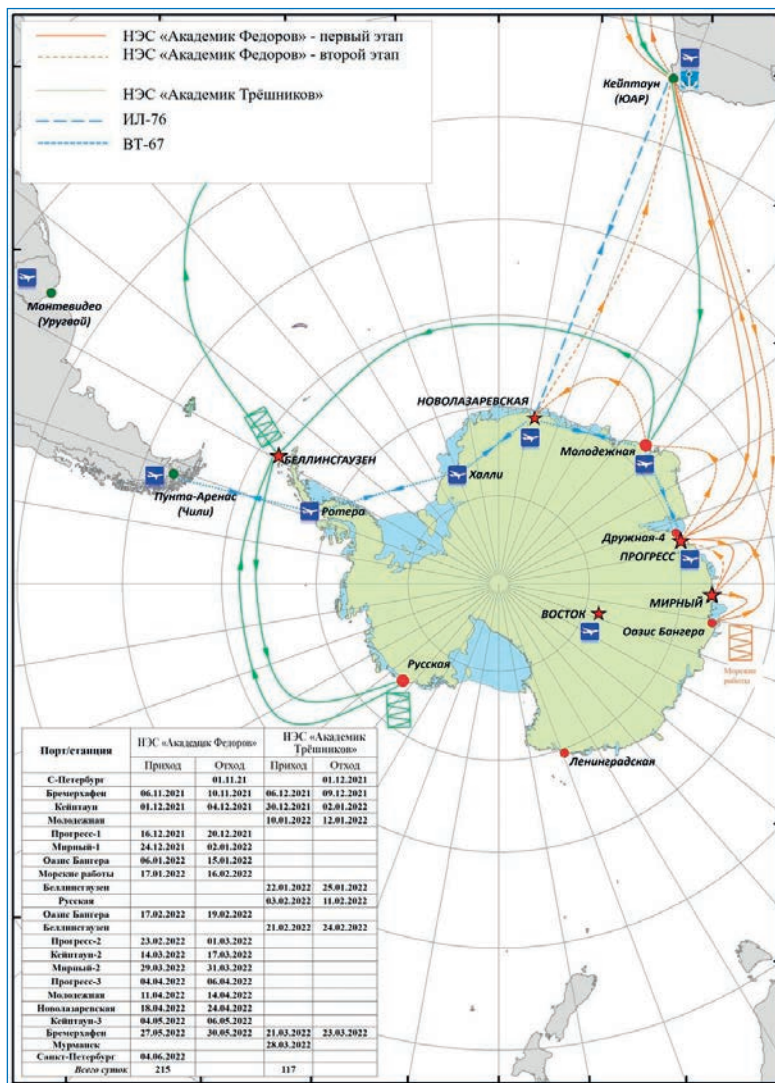 НЭС «Академик Федоров» - первый этап
НЭС «Академик Федоров» - второй этап
НЭС «Академик Трёшников»
ИЛ-76
ВТ-67
Кейптаун
(ЮАР)
Монтевидео
(Уругвай)
НОВОЛАЗАРЕВСКАЯ
Молодежная
БЕЛЛИНСГАУЗЕН
Халли
Пунта-Аренас
(Чили)
Ротера
Дружная-4
ПРОГРЕСС
МИРНЫЙ
ВОСТОК
Оазис Бангера
Морские
работы
Русская
Ленинградская
Порт/станция НЭС «Академик Федоров» НЭС «Академик Трёшников»
Приход Отход Приход Отход
С-Петербург 01.11.21 01.12.2021
Бремерхафен 06.11.2021 10.11.2021 06.12.2021 09.12.2021
Кейптаун 01.12.2021 04.12.2021 30.12.2021 02.01.2022
Молодежная 10.01.2022 12.01.2022
Прогресс-1 16.12.2021 20.12.2021
Мирный-1 24.12.2021 02.01.2022
Оазис Бангера 06.01.2022 15.01.2022
Морские работы 17.01.2022 16.02.2022
Беллинсгаузен 22.01.2022 25.01.2022
Русская 03.02.2022 11.02.2022
Оазис Бангера 17.02.2022 19.02.2022
Беллинсгаузен 21.02.2022 24.02.2022
Прогресс-2 23.02.2022 01.03.2022
Кейптаун-2 14.03.2022 17.03.2022
Мирный-2 29.03.2022 31.03.2022
Прогресс-3 04.04.2022 06.04.2022
Молодежная 11.04.2022 14.04.2022
Новолазаревская 18.04.2022 24.04.2022
Кейптаун-3 04.05.2022 06.05.2022
Бремерхафен 27.05.2022 30.05.2022 21.03.2022 23.03.2022
Мурманск 28.03.2022
Санкт-Петербург 04.06.2022
Всего суток 215 117